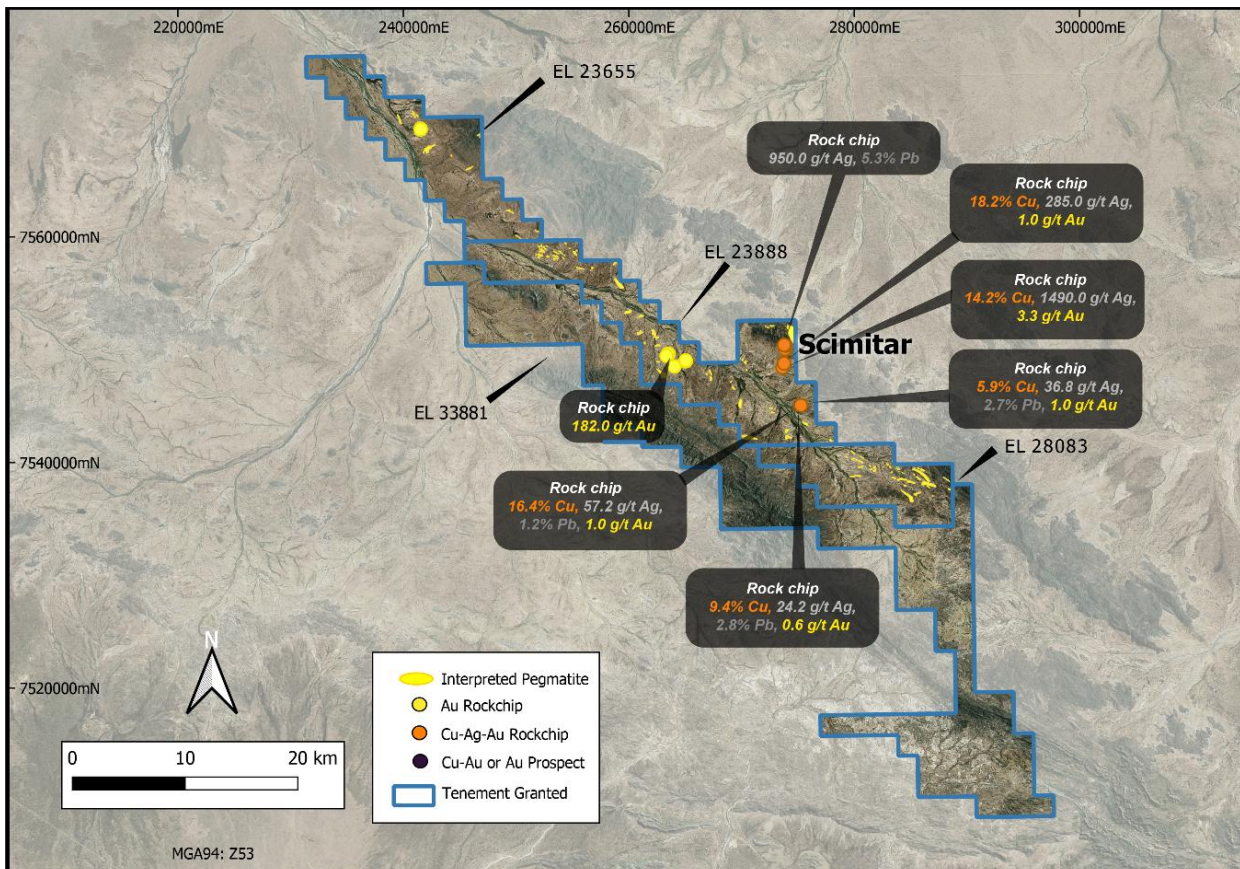 220000mE
240000mE
260000mE
280000mE
300000mE
EL 23655
Rock chip
950.0 g/t Ag, 5.3% Pb
Rock chip
18.2% Cu, 285.0 g/t Ag,
1.0 g/t Au
7560000mN
EL 23888
Rock chip
14.2% Cu, 1490.0 g/t Ag,
3.3 g/t Au
Scimitar
Rock chip
5.9% Cu, 36.8 g/t Ag,
2.7% Pb, 1.0 g/t Au
EL 33881
Rock chip
182.0 g/t Au
EL 28083
7540000mN
Rock chip
16.4% Cu, 57.2 g/t Ag,
1.2% Pb, 1.0 g/t Au
Rock chip
9.4% Cu, 24.2 g/t Ag,
2.8% Pb, 0.6 g/t Au
N
7520000mN
Interpreted Pegmatite
Au Rockchip
Cu-Ag-Au Rockchip
Cu-Au or Au Prospect
Tenement Granted
0 10 20 km
MGA94: Z53